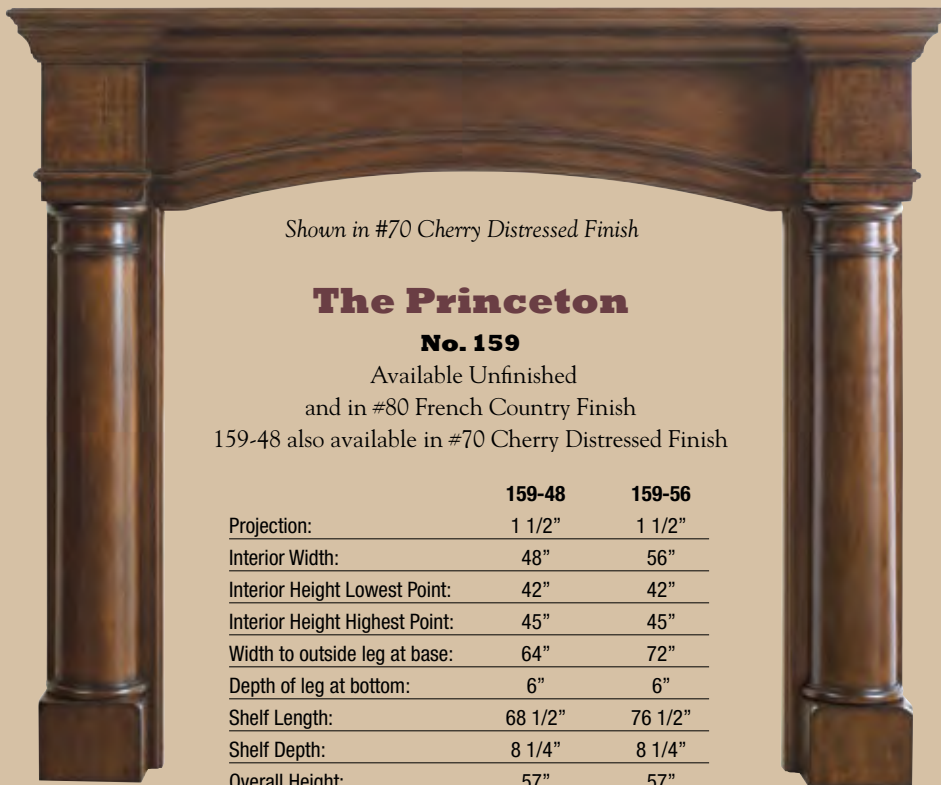 Shown in #70 Cherry Distressed Finish
The Princeton
No. 159
Available Unfinished
and in #80 French Country Finish
159-48 also available in #70 Cherry Distressed Finish
159-48 159-56
Projection: 1 1/2” 1 1/2”
Interior Width: 48” 56”
Interior Height Lowest Point: 42” 42”
Interior Height Highest Point: 45” 45”
Width to outside leg at base: 64” 72”
Depth of leg at bottom: 6” 6”
Shelf Length: 68 1/2” 76 1/2”
Shelf Depth: 8 1/4” 8 1/4”
Overall Height: 57” 57”